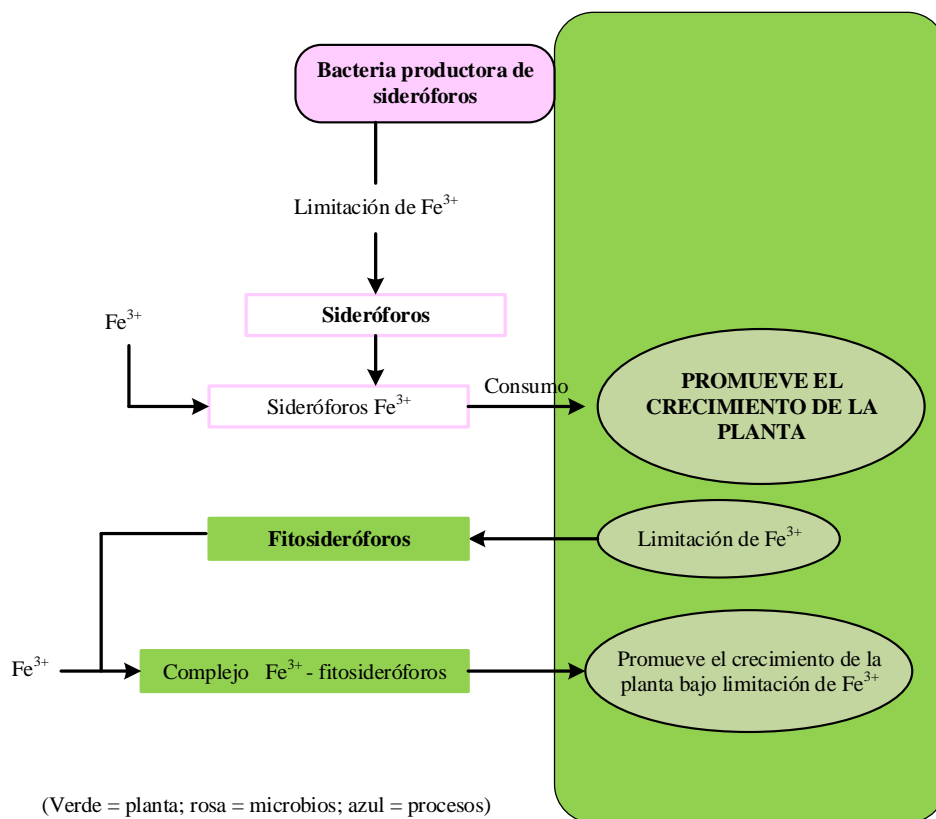 Bacteria productora de
sideróforos
Limitación de Fe³⁺
Sideróforos
Fe³⁺
Sideróforos Fe³⁺
Consumo
PROMUEVE EL
CRECIMIENTO DE LA
PLANTA
Fitosideróforos
Limitación de Fe³⁺
Fe³⁺
Complejo Fe³⁺ - fitosideróforos
Promueve el crecimiento de la
planta bajo limitación de Fe³⁺
(Verde = planta; rosa = microbios; azul = procesos)